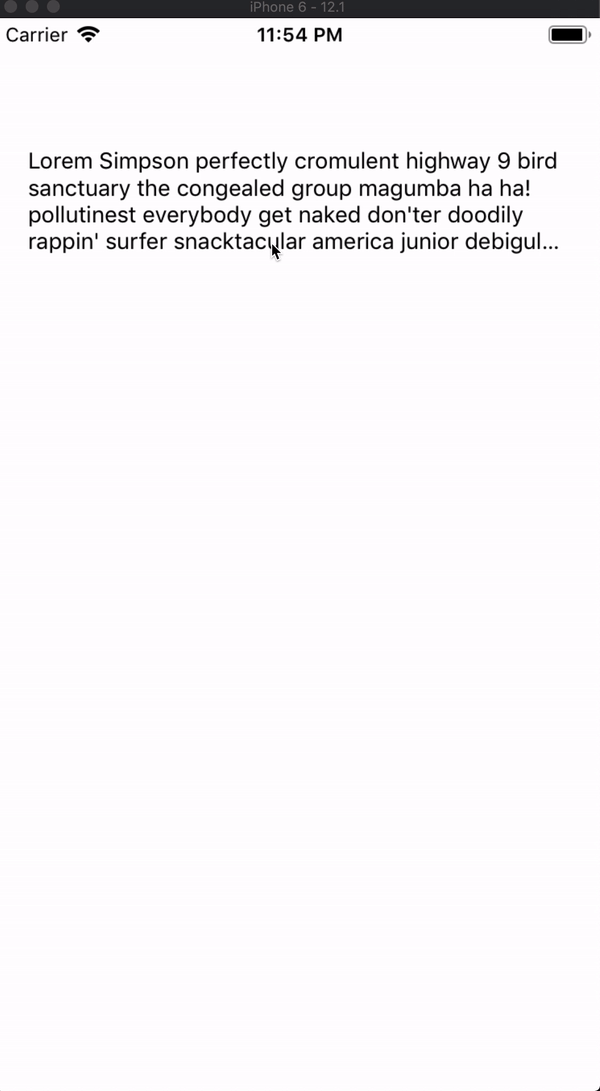 iPhone 6 - 12.1
Carrier 11:54 PM
Lorem Simpson perfectly cromulent highway 9 bird
sanctuary the congealed group magumba ha ha!
pollutinest everybody get naked don'ter doodily
rappin' surfer snacktacular america junior debigul...